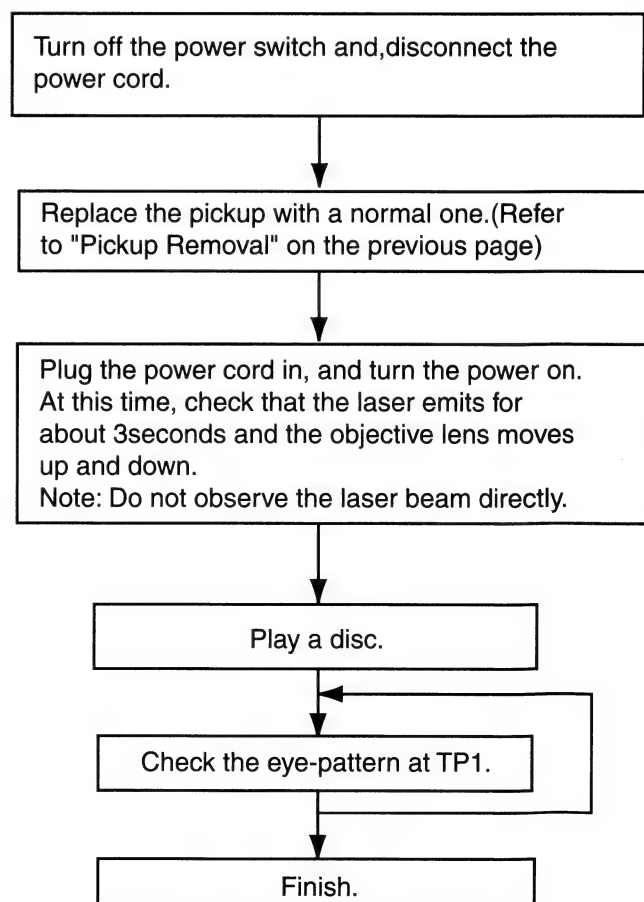 Turn off the power switch and,disconnect the
power cord.
Replace the pickup with a normal one.(Refer
to "Pickup Removal" on the previous page)
Plug the power cord in, and turn the power on.
At this time, check that the laser emits for
about 3seconds and the objective lens moves
up and down.
Note: Do not observe the laser beam directly.
Play a disc.
Check the eye-pattern at TP1.
Finish.